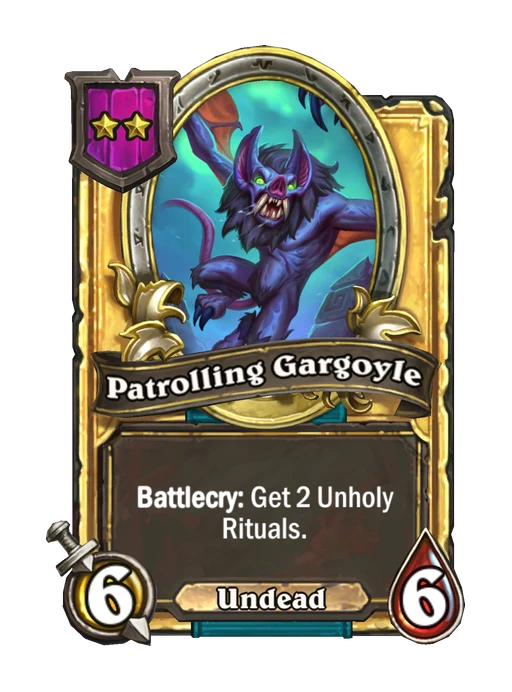 Patrolling Gargoyle
Battlecry: Get 2 Unholy
Rituals.
6
Undead
6